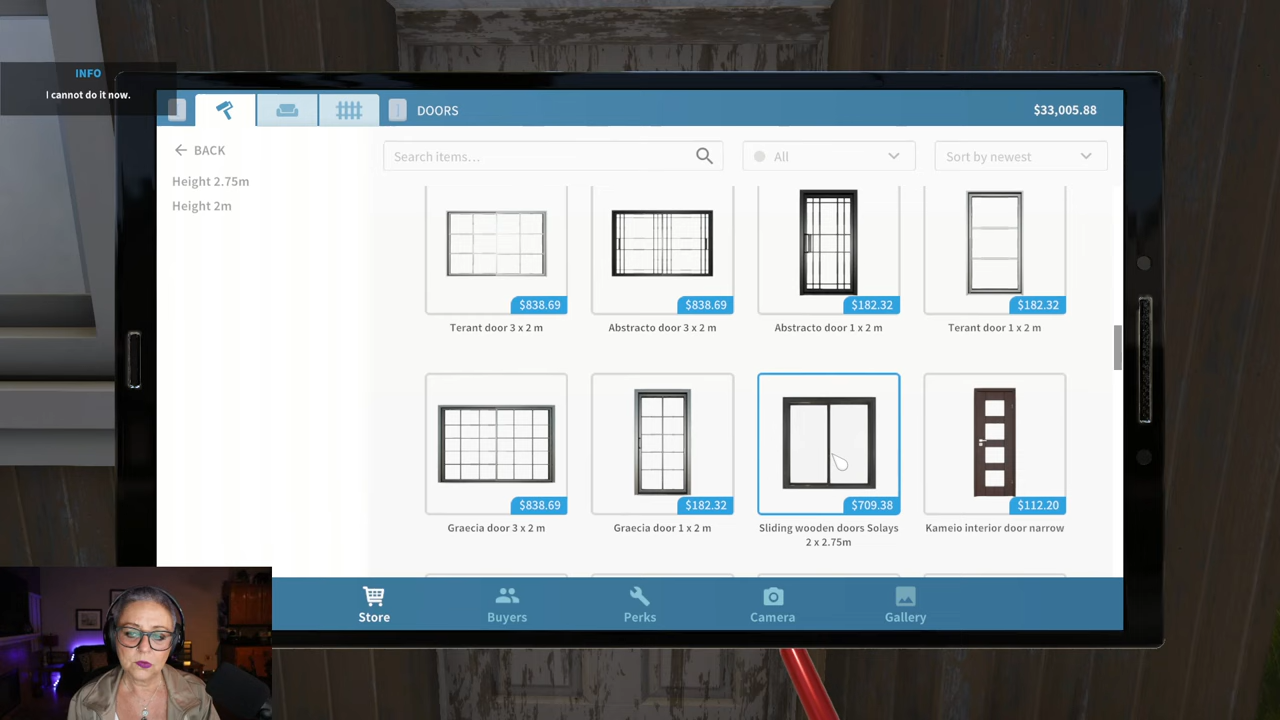 INFO
I cannot do it now.
DOORS
$33,005.88
BACK
Search items...
All
Sort by newest
Height 2.75m
Height 2m
$838.69
$838.69
$182.32
$182.32
Terant door 3 x 2 m
Abstracto door 3 x 2 m
Abstracto door 1 x 2 m
Terant door 1 x 2 m
$838.69
$182.32
$709.38
$112.20
Graecia door 3 x 2 m
Graecia door 1 x 2 m
Sliding wooden doors Solays
2 x 2.75m
Kameio interior door narrow
Store
Buyers
Perks
Camera
Gallery